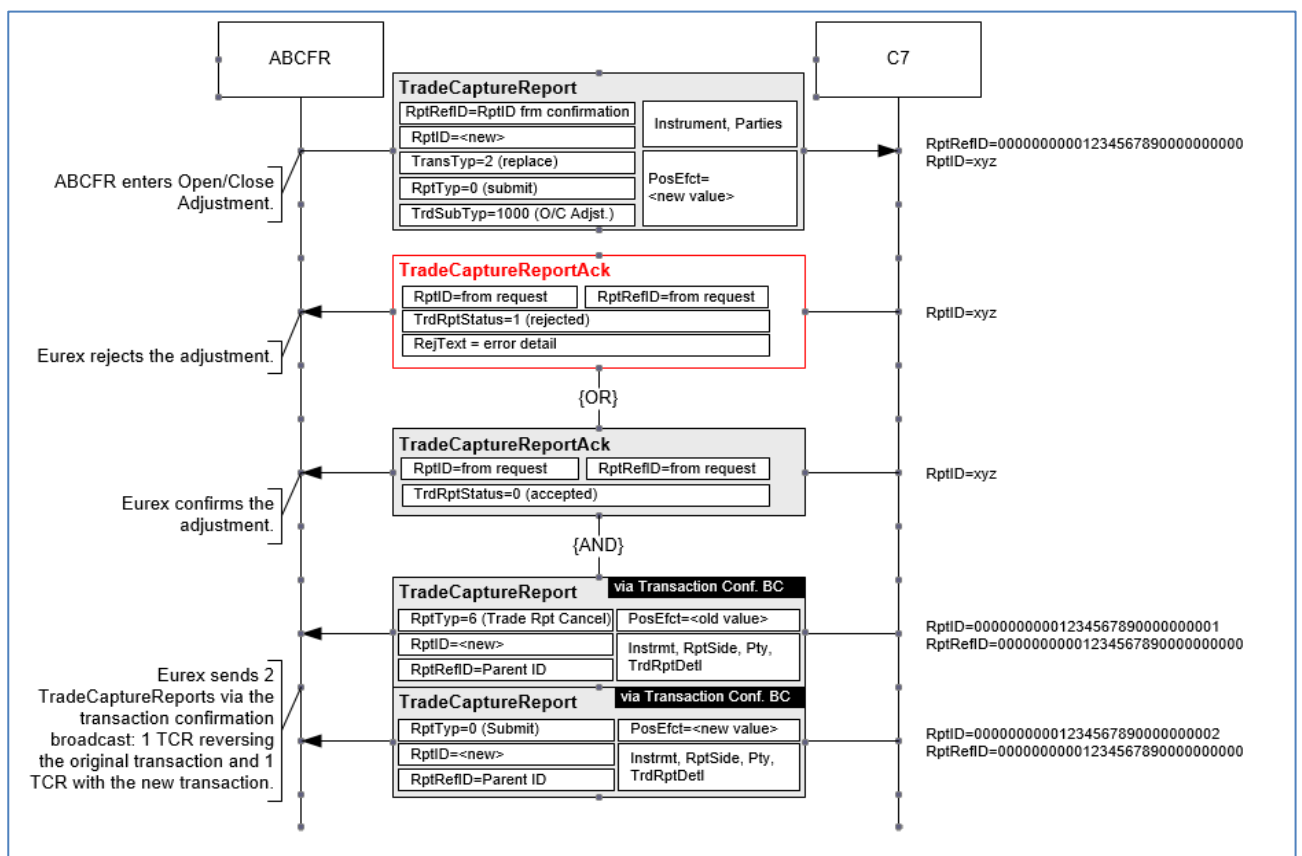 ABCFR
C7
TradeCaptureReport
RptRefID=RptID frm confirmation
RptID=<new>
TransTyp=2 (replace)
RptTyp=0 (submit)
TrdSubTyp=1000 (O/C Adjst.)
Instrument, Parties
PosEfct=
<new value>
RptRefID=0000000000123456789000000000
RptID=xyz
ABCFR enters Open/Close
Adjustment.
TradeCaptureReportAck
RptID=from request
RptRefID=from request
TrdRptStatus=1 (rejected)
RejText = error detail
RptID=xyz
Eurex rejects the adjustment.
{OR}
TradeCaptureReportAck
RptID=from request
RptRefID=from request
TrdRptStatus=0 (accepted)
RptID=xyz
Eurex confirms the
adjustment.
{AND}
TradeCaptureReport
via Transaction Conf. BC
RptTyp=6 (Trade Rpt Cancel)
PosEfct=<old value>
RptID=<new>
RptRefID=Parent ID
Instrmt, RptSide, Pty,
TrdRptDetl
RptID=0000000000123456789000000001
RptRefID=0000000000123456789000000000
Eurex sends 2
TradeCaptureReports via the
transaction confirmation
broadcast: 1 TCR reversing
the original transaction and 1
TCR with the new transaction.
TradeCaptureReport
via Transaction Conf. BC
RptTyp=0 (Submit)
PosEfct=<new value>
RptID=<new>
RptRefID=Parent ID
Instrmt, RptSide, Pty,
TrdRptDetl
RptID=0000000000123456789000000002
RptRefID=0000000000123456789000000000